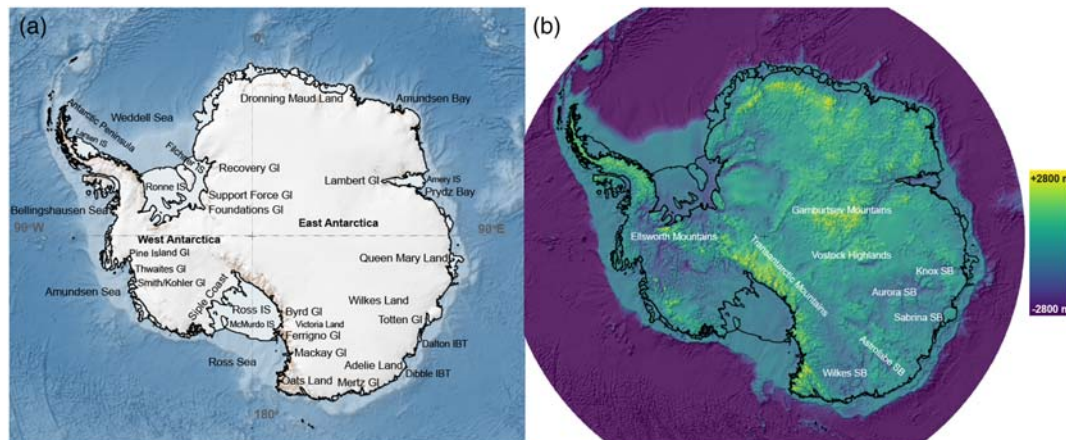 (a)
0°
Dronning Maud Land
Amundsen Bay
Weddell Sea
Antarctic Peninsula
Larsen IS
Filchner IS
Recovery Gl
Lambert Gl
Amery IS
Prydz Bay
Ronne IS
Support Force Gl
Foundations Gl
Bellingshausen Sea
90°W
90°E
East Antarctica
West Antarctica
Pine Island Gl
Thwaites Gl
Smith/Kohler Gl
Queen Mary Land
Amundsen Sea
Siple Coast
Wilkes Land
Ross IS
Byrd Gl
McMurdo IS
Victoria Land
Totten Gl
Ferrigno Gl
Mackay Gl
Dalton IBT
Ross Sea
Adelie Land
Dibble IBT
Oats Land
Mertz Gl
180°
(b)
+2800 m
-2800 m
Gamburtsev Mountains
Ellsworth Mountains
Transantarctic Mountains
Vostock Highlands
Knox SB
Aurora SB
Sabrina SB
Astrolabe SB
Wilkes SB